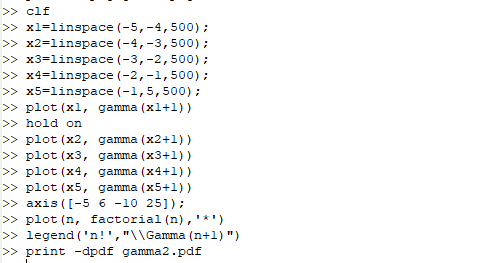 >> clf
>> x1=linspace(-5,-4,500);
>> x2=linspace(-4,-3,500);
>> x3=linspace(-3,-2,500);
>> x4=linspace(-2,-1,500);
>> x5=linspace(-1,5,500);
>> plot(x1, gamma(x1+1))
>> hold on
>> plot(x2, gamma(x2+1))
>> plot(x3, gamma(x3+1))
>> plot(x4, gamma(x4+1))
>> plot(x5, gamma(x5+1))
>> axis([-5 6 -10 25]);
>> plot(n, factorial(n),'*')
>> legend('n!',"\\Gamma(n+1)")
>> print -dpdf gamma2.pdf